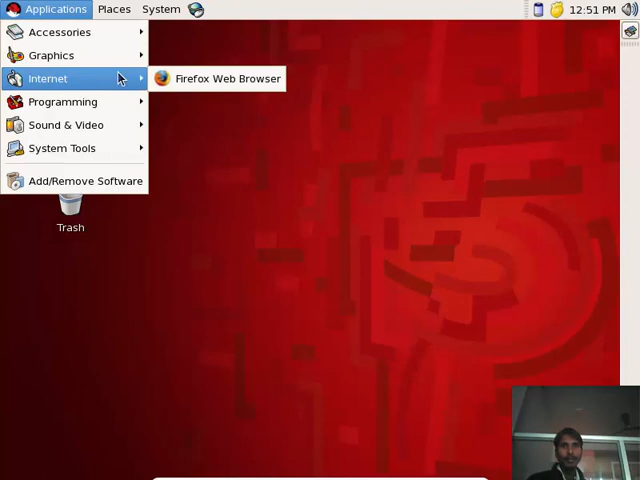 Applications Places System 12:51 PM
Accessories
Graphics
Internet Firefox Web Browser
Programming
Sound & Video
System Tools
Add/Remove Software
Trash